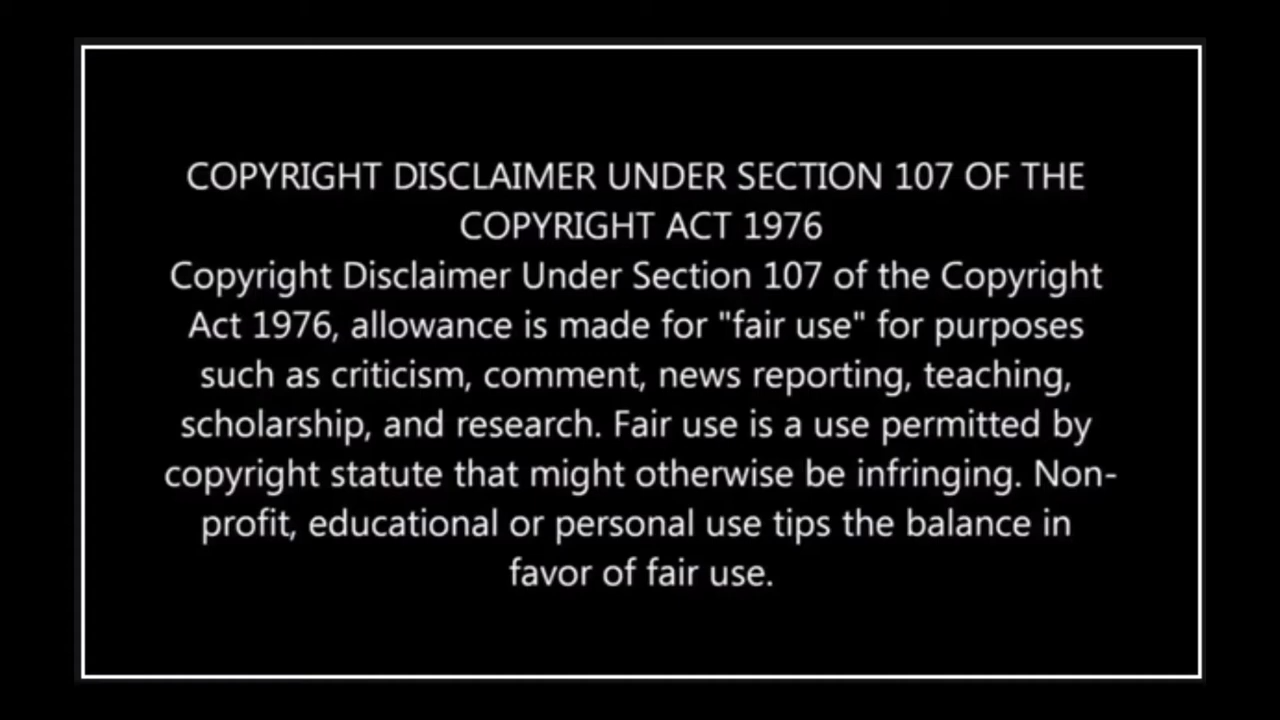 COPYRIGHT DISCLAIMER UNDER SECTION 107 OF THE
COPYRIGHT ACT 1976
Copyright Disclaimer Under Section 107 of the Copyright
Act 1976, allowance is made for "fair use" for purposes
such as criticism, comment, news reporting, teaching,
scholarship, and research. Fair use is a use permitted by
copyright statute that might otherwise be infringing. Non-
profit, educational or personal use tips the balance in
favor of fair use.